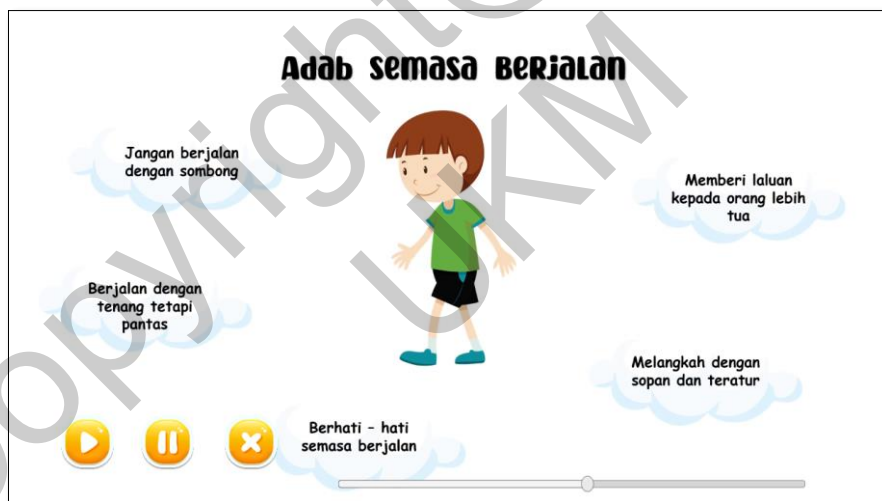 Adab semasa Berjalan
Jangan berjalan
dengan sombong
Memberi laluan
kepada orang lebih
tua
Berjalan dengan
tenang tetapi
pantas
Melangkah dengan
sopan dan teratur
Berhati - hati
semasa berjalan
Copyright@
UKM